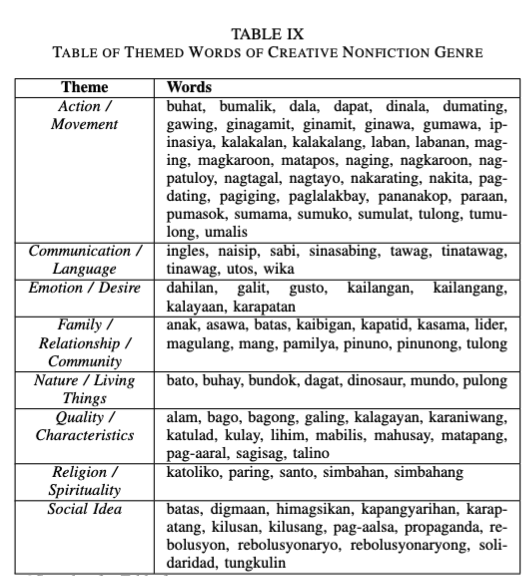 TABLE IX
TABLE OF THEMED WORDS OF CREATIVE NONFICTION GENRE
Theme Words
Action / Movement
buhat, bumalik, dala, dapat, dinala, dumating,
gawing, ginagamit, ginamit, ginawa, gumawa, ip-
inasiya, kalakalan, kalakalang, laban, labanan, mag-
ing, magkaroon, matapos, naging, nagkaroon, nag-
patuloy, nagtagal, nagtayo, nakarating, nakita, pag-
dating, pagiging, paglalakbay, pananakop, paraan,
pumasok, sumama, sumuko, sumulat, tulong, tumu-
long, umalis
Communication / Language
ingles, naisip, sabi, sinasabing, tawag, tinatawag,
tinawag, utos, wika
Emotion / Desire
dahilan, galit, gusto, kailangan, kailangang,
kalayaan, karapatan
Family / Relationship / Community
anak, asawa, batas, kaibigan, kapatid, kasama, lider,
magulang, mang, pamilya, pinuno, pinunong, tulong
Nature / Living Things
bato, buhay, bundok, dagat, dinosaur, mundo, pulong
Quality / Characteristics
alam, bago, bagong, galing, kalagayan, karaniwang,
katulad, kulay, lihim, mabilis, mahusay, matapang,
pag-aaral, sagisag, talino
Religion / Spirituality
katoliko, paring, santo, simbahan, simbahang
Social Idea
batas, digmaan, himagsikan, kapangyarihan, karap-
atang, kilusan, kilusang, pag-aalsa, propaganda, re-
bolusyon, rebolusyonaryo, rebolusyonaryong, soli-
daridad, tungkulin